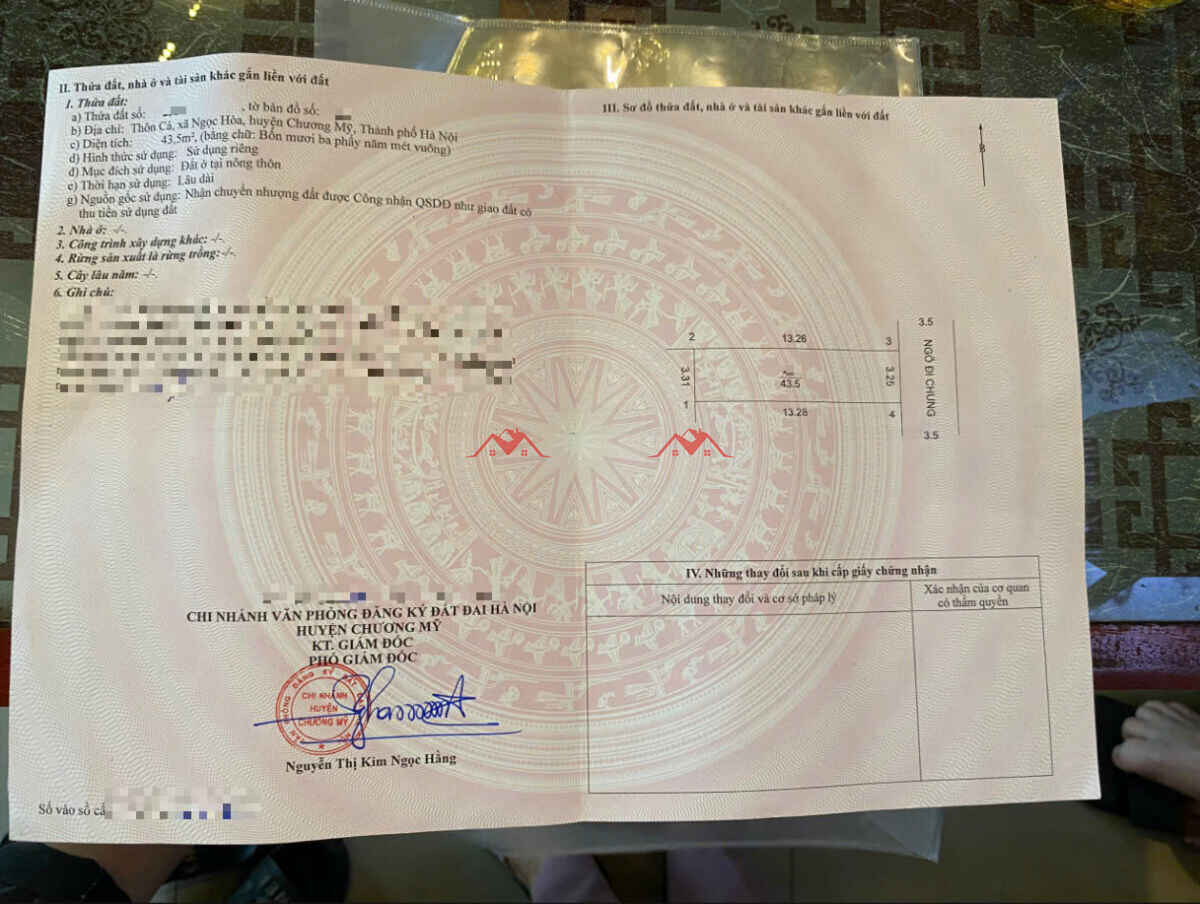 II. Thửa đất, nhà ở và tài sản khác gắn liền với đất
1. Thửa đất:
a) Thửa đất số: , tờ bản đồ số:
b) Địa chỉ: Thôn Cả, xã Ngọc Hòa, huyện Chương Mỹ, Thành phố Hà Nội
c) Diện tích: 43,5m², (bằng chữ: Bốn mươi ba phẩy năm mét vuông)
d) Hình thức sử dụng: Sử dụng riêng
đ) Mục đích sử dụng: Đất ở tại nông thôn
e) Thời hạn sử dụng: Lâu dài
g) Nguồn gốc sử dụng: Nhận chuyển nhượng đất được Công nhận QSDĐ như giao đất có
thu tiền sử dụng đất
2. Nhà ở: -/-.
3. Công trình xây dựng khác: -/-.
4. Rừng sản xuất là rừng trồng: -/-.
5. Cây lâu năm: -/-.
6. Ghi chú:
CHI NHÁNH VĂN PHÒNG ĐĂNG KÝ ĐẤT ĐAI HÀ NỘI
HUYỆN CHƯƠNG MỸ
KT. GIÁM ĐỐC
PHÓ GIÁM ĐỐC
CHI NHÁNH
HUYỆN
CHƯƠNG MỸ
Nguyễn Thị Kim Ngọc Hằng
Số vào sổ cấ
III. Sơ đồ thửa đất, nhà ở và tài sản khác gắn liền với đất
B
2
13.26
3
3.5
3.31
43.5
3.25
NGÕ ĐI CHUNG
1
13.28
4
3.5
IV. Những thay đổi sau khi cấp giấy chứng nhận
Nội dung thay đổi và cơ sở pháp lý
Xác nhận của cơ quan
có thẩm quyền